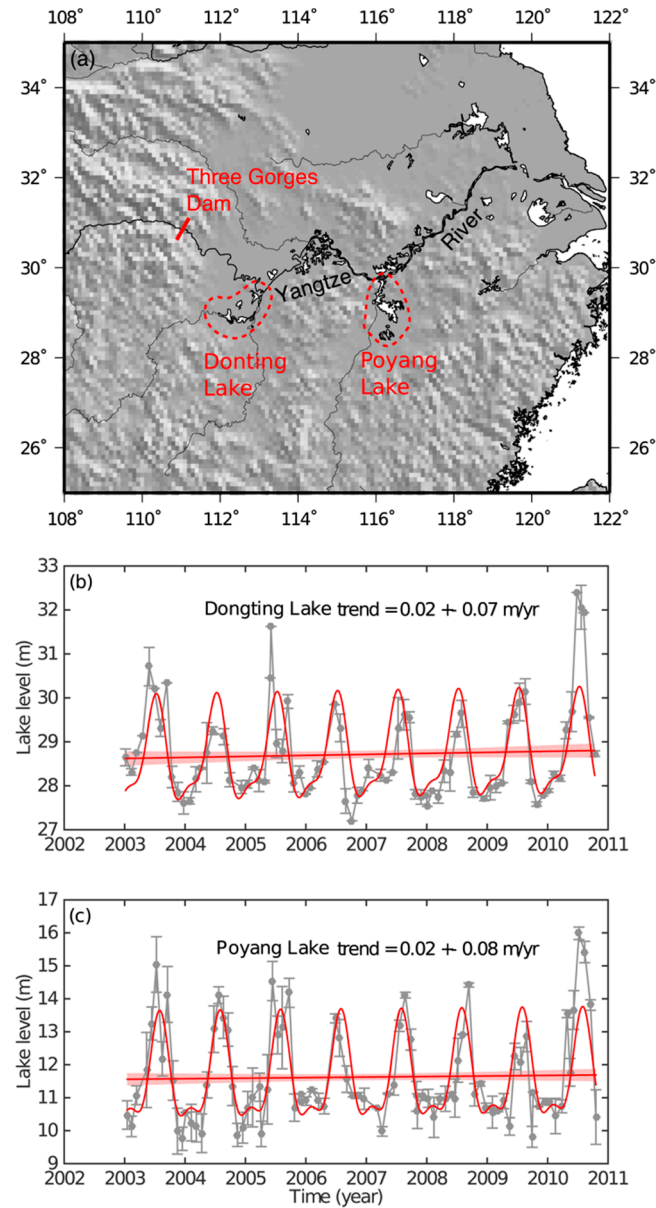 108° 110° 112° 114° 116° 118° 120° 122°
(a)
34° 34°
32° 32°
30° 30°
28° 28°
26° 26°
Three Gorges
Dam
Yangtze
River
Donting
Lake
Poyang
Lake
108° 110° 112° 114° 116° 118° 120° 122°
(b)
Dongting Lake trend = 0.02 +- 0.07 m/yr
Lake level (m)
33
32
31
30
29
28
27
2002 2003 2004 2005 2006 2007 2008 2009 2010 2011
(c)
Poyang Lake trend = 0.02 +- 0.08 m/yr
Lake level (m)
17
16
15
14
13
12
11
10
9
2002 2003 2004 2005 2006 2007 2008 2009 2010 2011
Time (year)